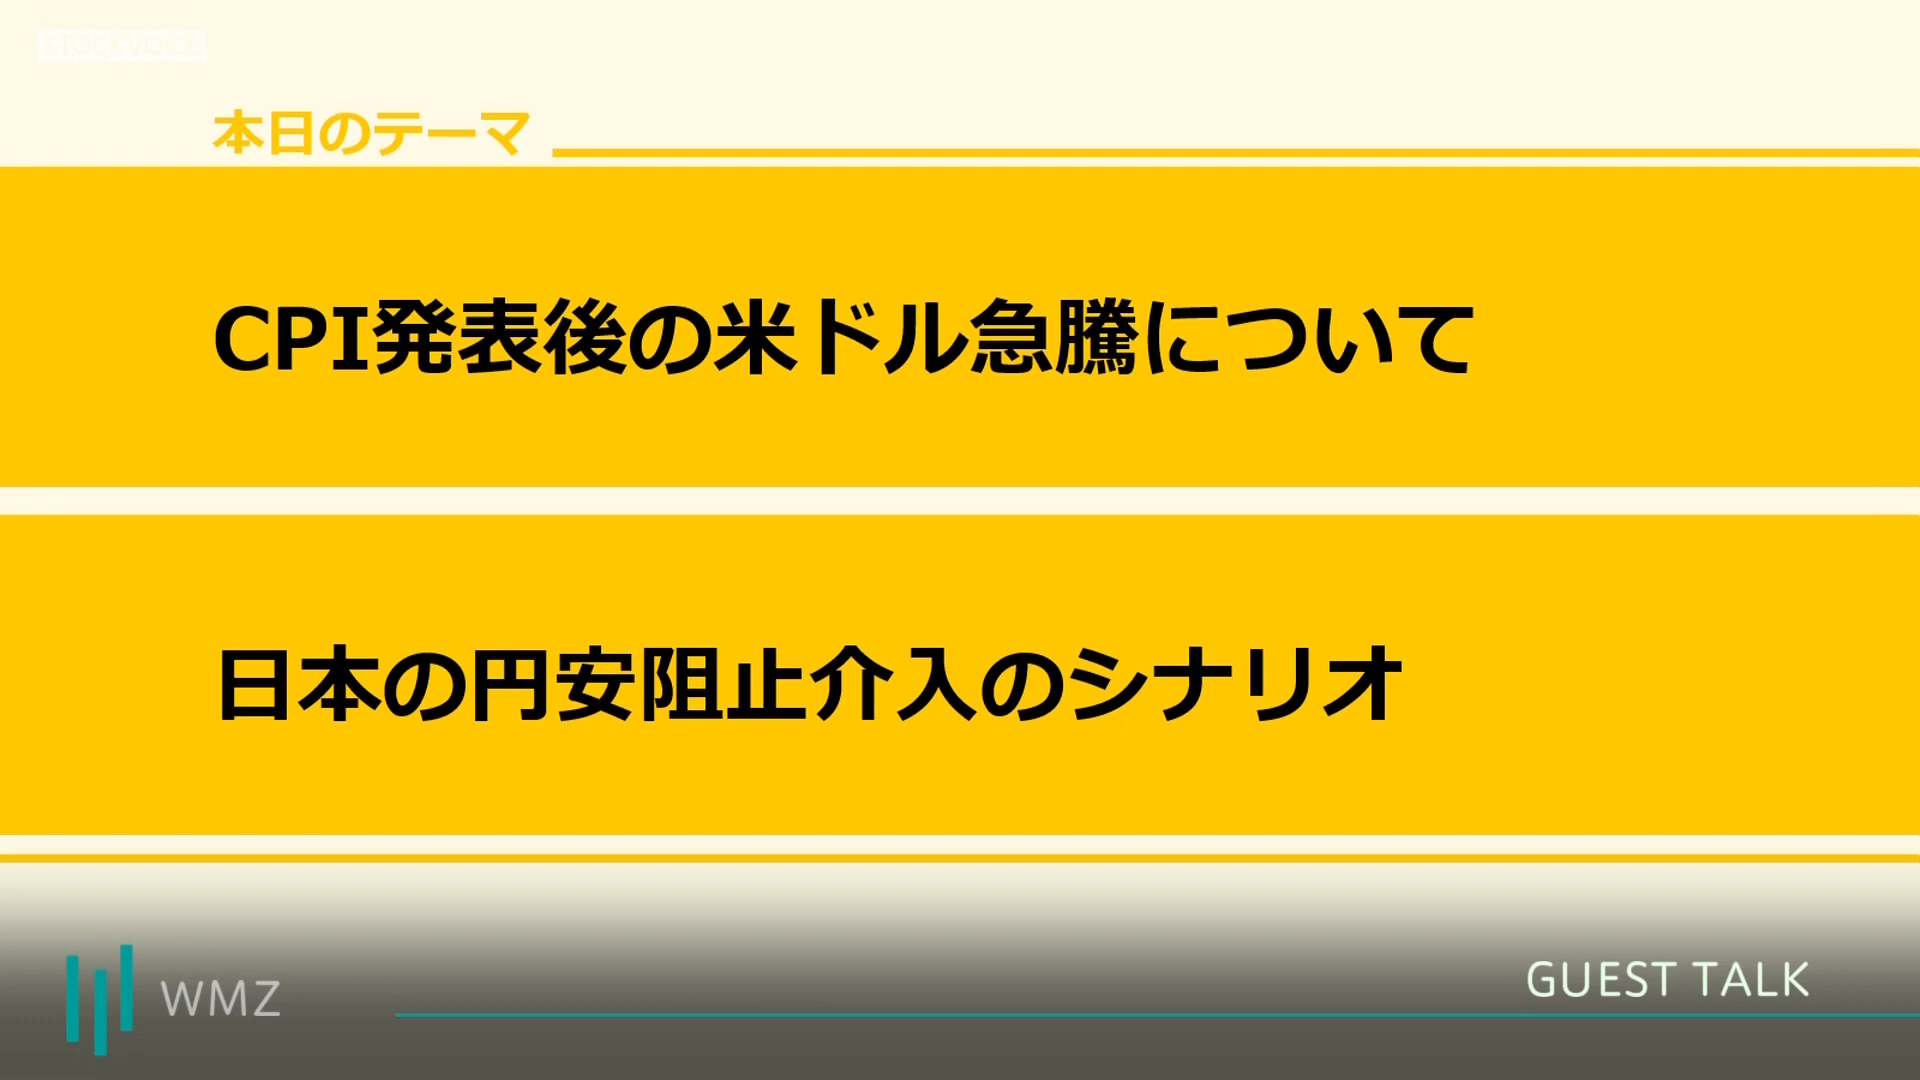 STOCKVOICE
本日のテーマ
CPI発表後の米ドル急騰について
日本の円安阻止介入のシナリオ
WMZ
GUEST TALK